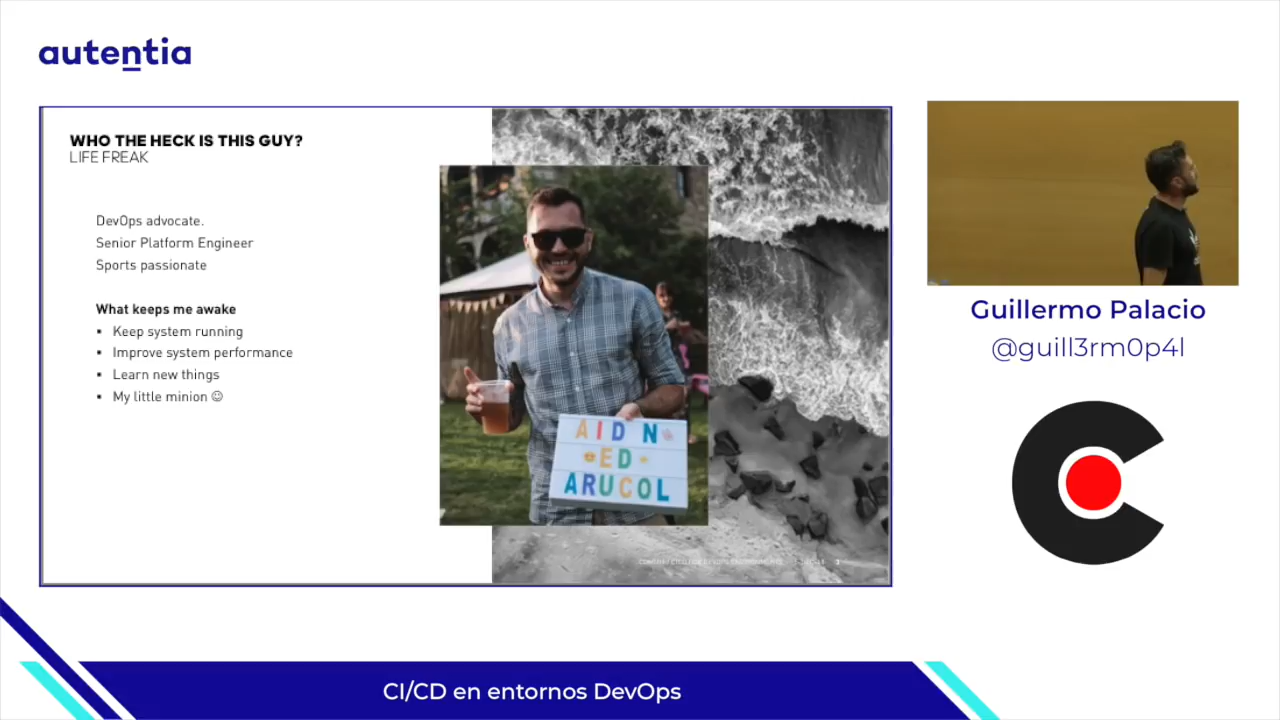 autentia
WHO THE HECK IS THIS GUY?
LIFE FREAK
DevOps advocate.
Senior Platform Engineer
Sports passionate
What keeps me awake
▪ Keep system running
▪ Improve system performance
▪ Learn new things
▪ My little minion ☺
AID N
ED
ARUCOL
Guillermo Palacio
@guill3rm0p4l
CI/CD en entornos DevOps